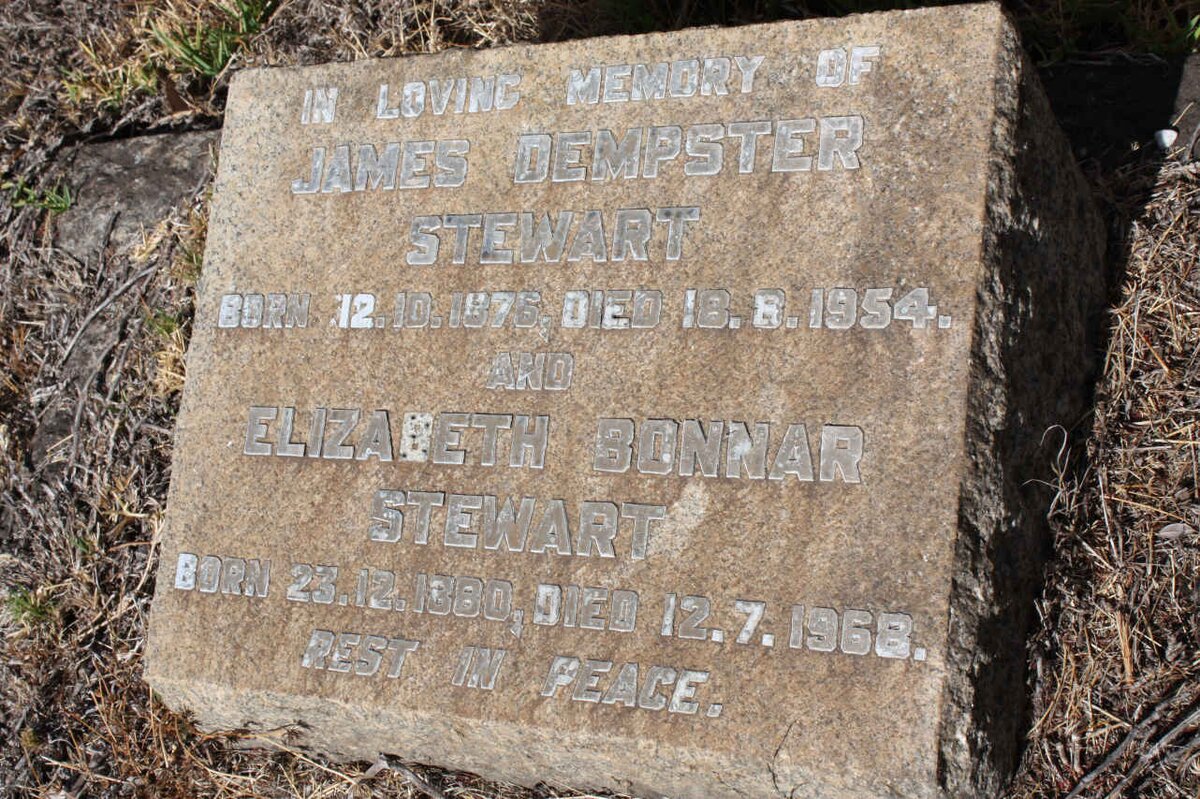 IN LOVING MEMORY OF
JAMES DEMPSTER
STEWART
BORN 12.10.1876, DIED 18.8.1954.
AND
ELIZABETH BONNAR
STEWART
BORN 23.12.1880, DIED 12.7.1968.
REST IN PEACE.